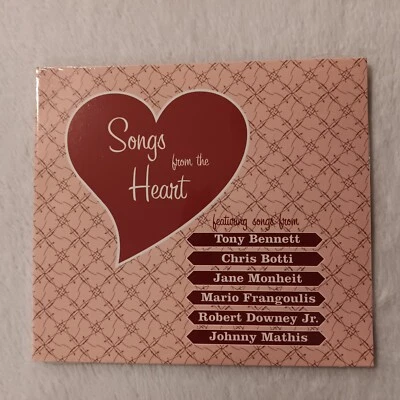 Songs
from the
Heart
featuring songs from
Tony Bennett
Chris Botti
Jane Monheit
Mario Frangoulis
Robert Downey Jr.
Johnny Mathis